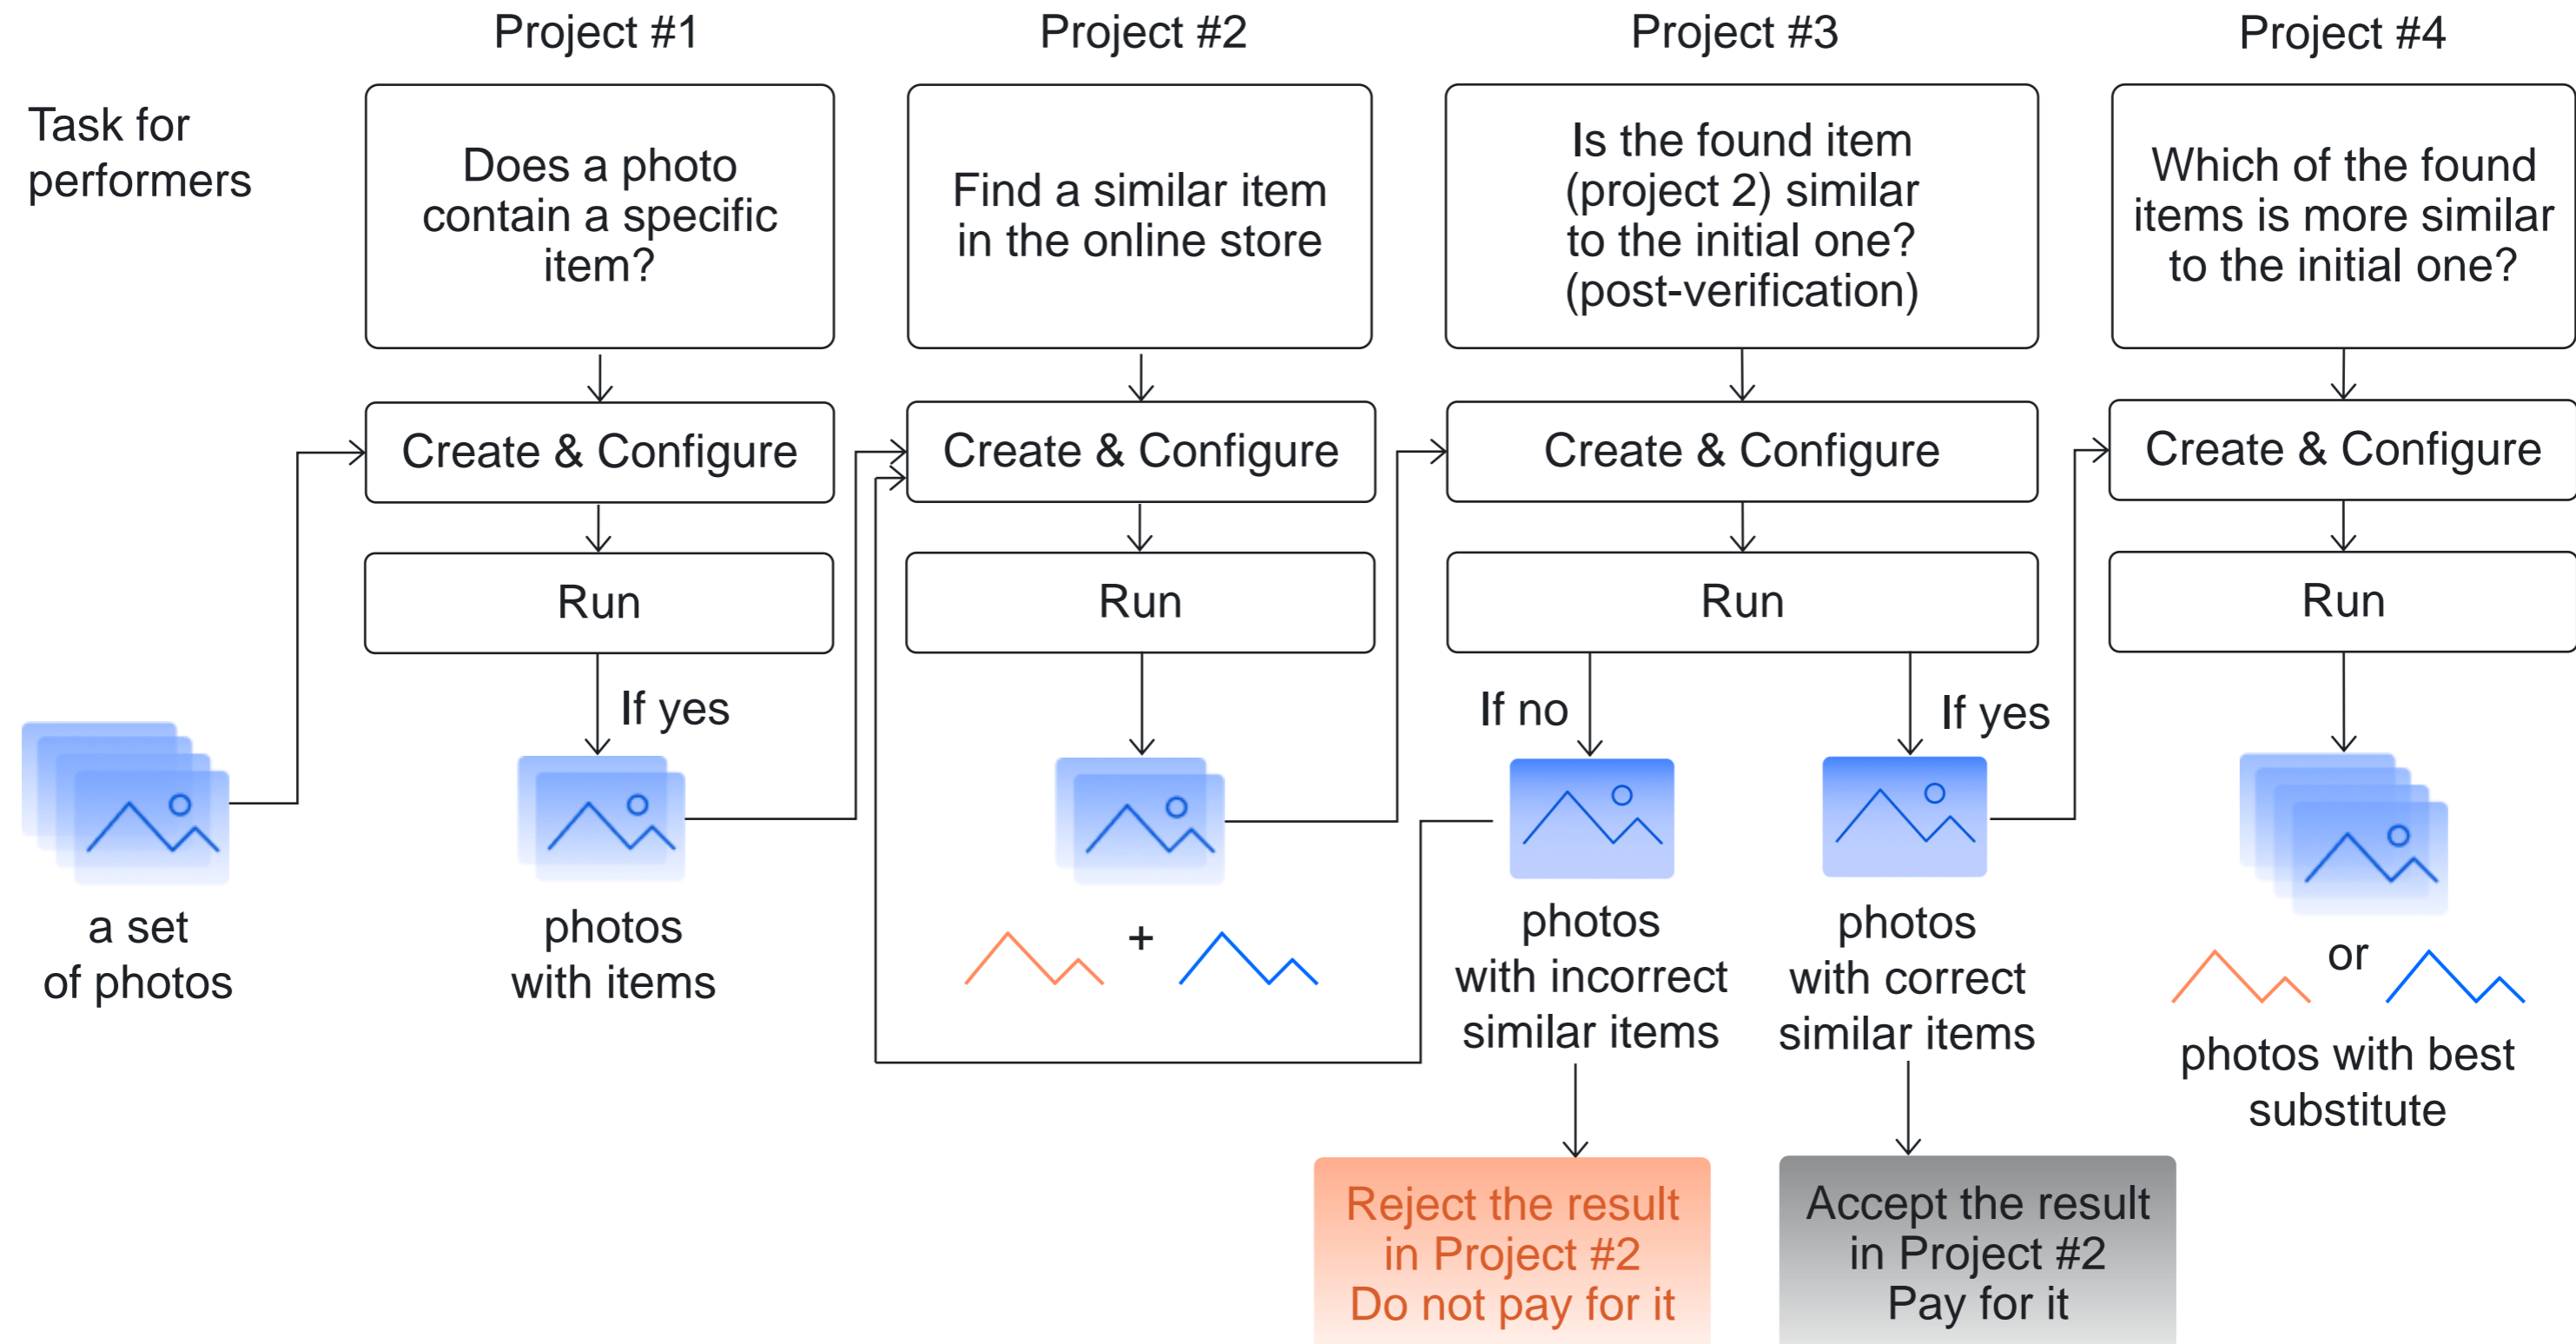 Project #1
Project #2
Project #3
Project #4
Task for
performers
Does a photo
contain a specific
item?
Find a similar item
in the online store
Is the found item
(project 2) similar
to the initial one?
(post-verification)
Which of the found
items is more similar
to the initial one?
Create & Configure
Create & Configure
Create & Configure
Create & Configure
Run
Run
Run
Run
If yes
If no
If yes
a set
of photos
photos
with items
+
photos
with incorrect
similar items
photos
with correct
similar items
or
photos with best
substitute
Reject the result
in Project #2
Do not pay for it
Accept the result
in Project #2
Pay for it